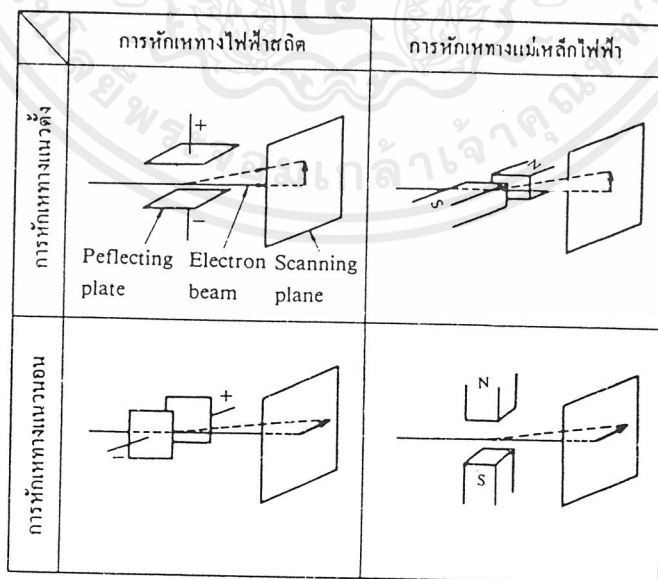 การหักเหทางไฟฟ้าสถิต
การหักเหทางแม่เหล็กไฟฟ้า
การหักเหทางแนวตั้ง
+
−
Peflecting Electron Scanning
plate beam plane
N
S
การหักเหทางแนวนอน
+
−
N
S